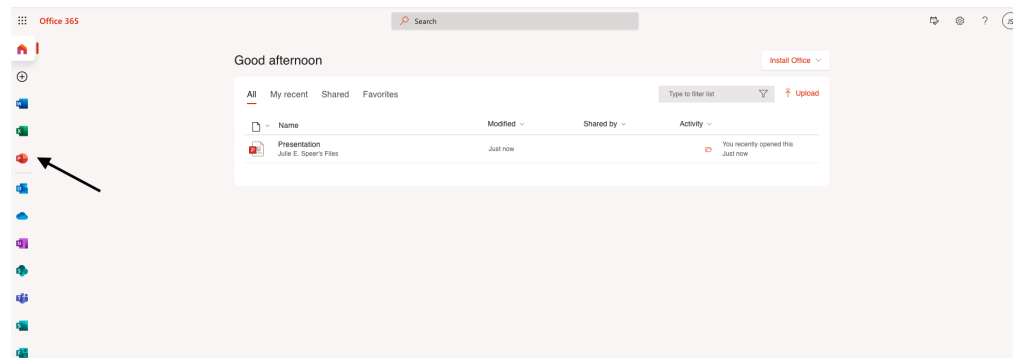 Office 365
Search
JS
Good afternoon
Install Office
All My recent Shared Favorites
Type to filter list
Upload
Name Modified Shared by Activity
Presentation
Julie E. Speer's Files
Just now
You recently opened this
Just now